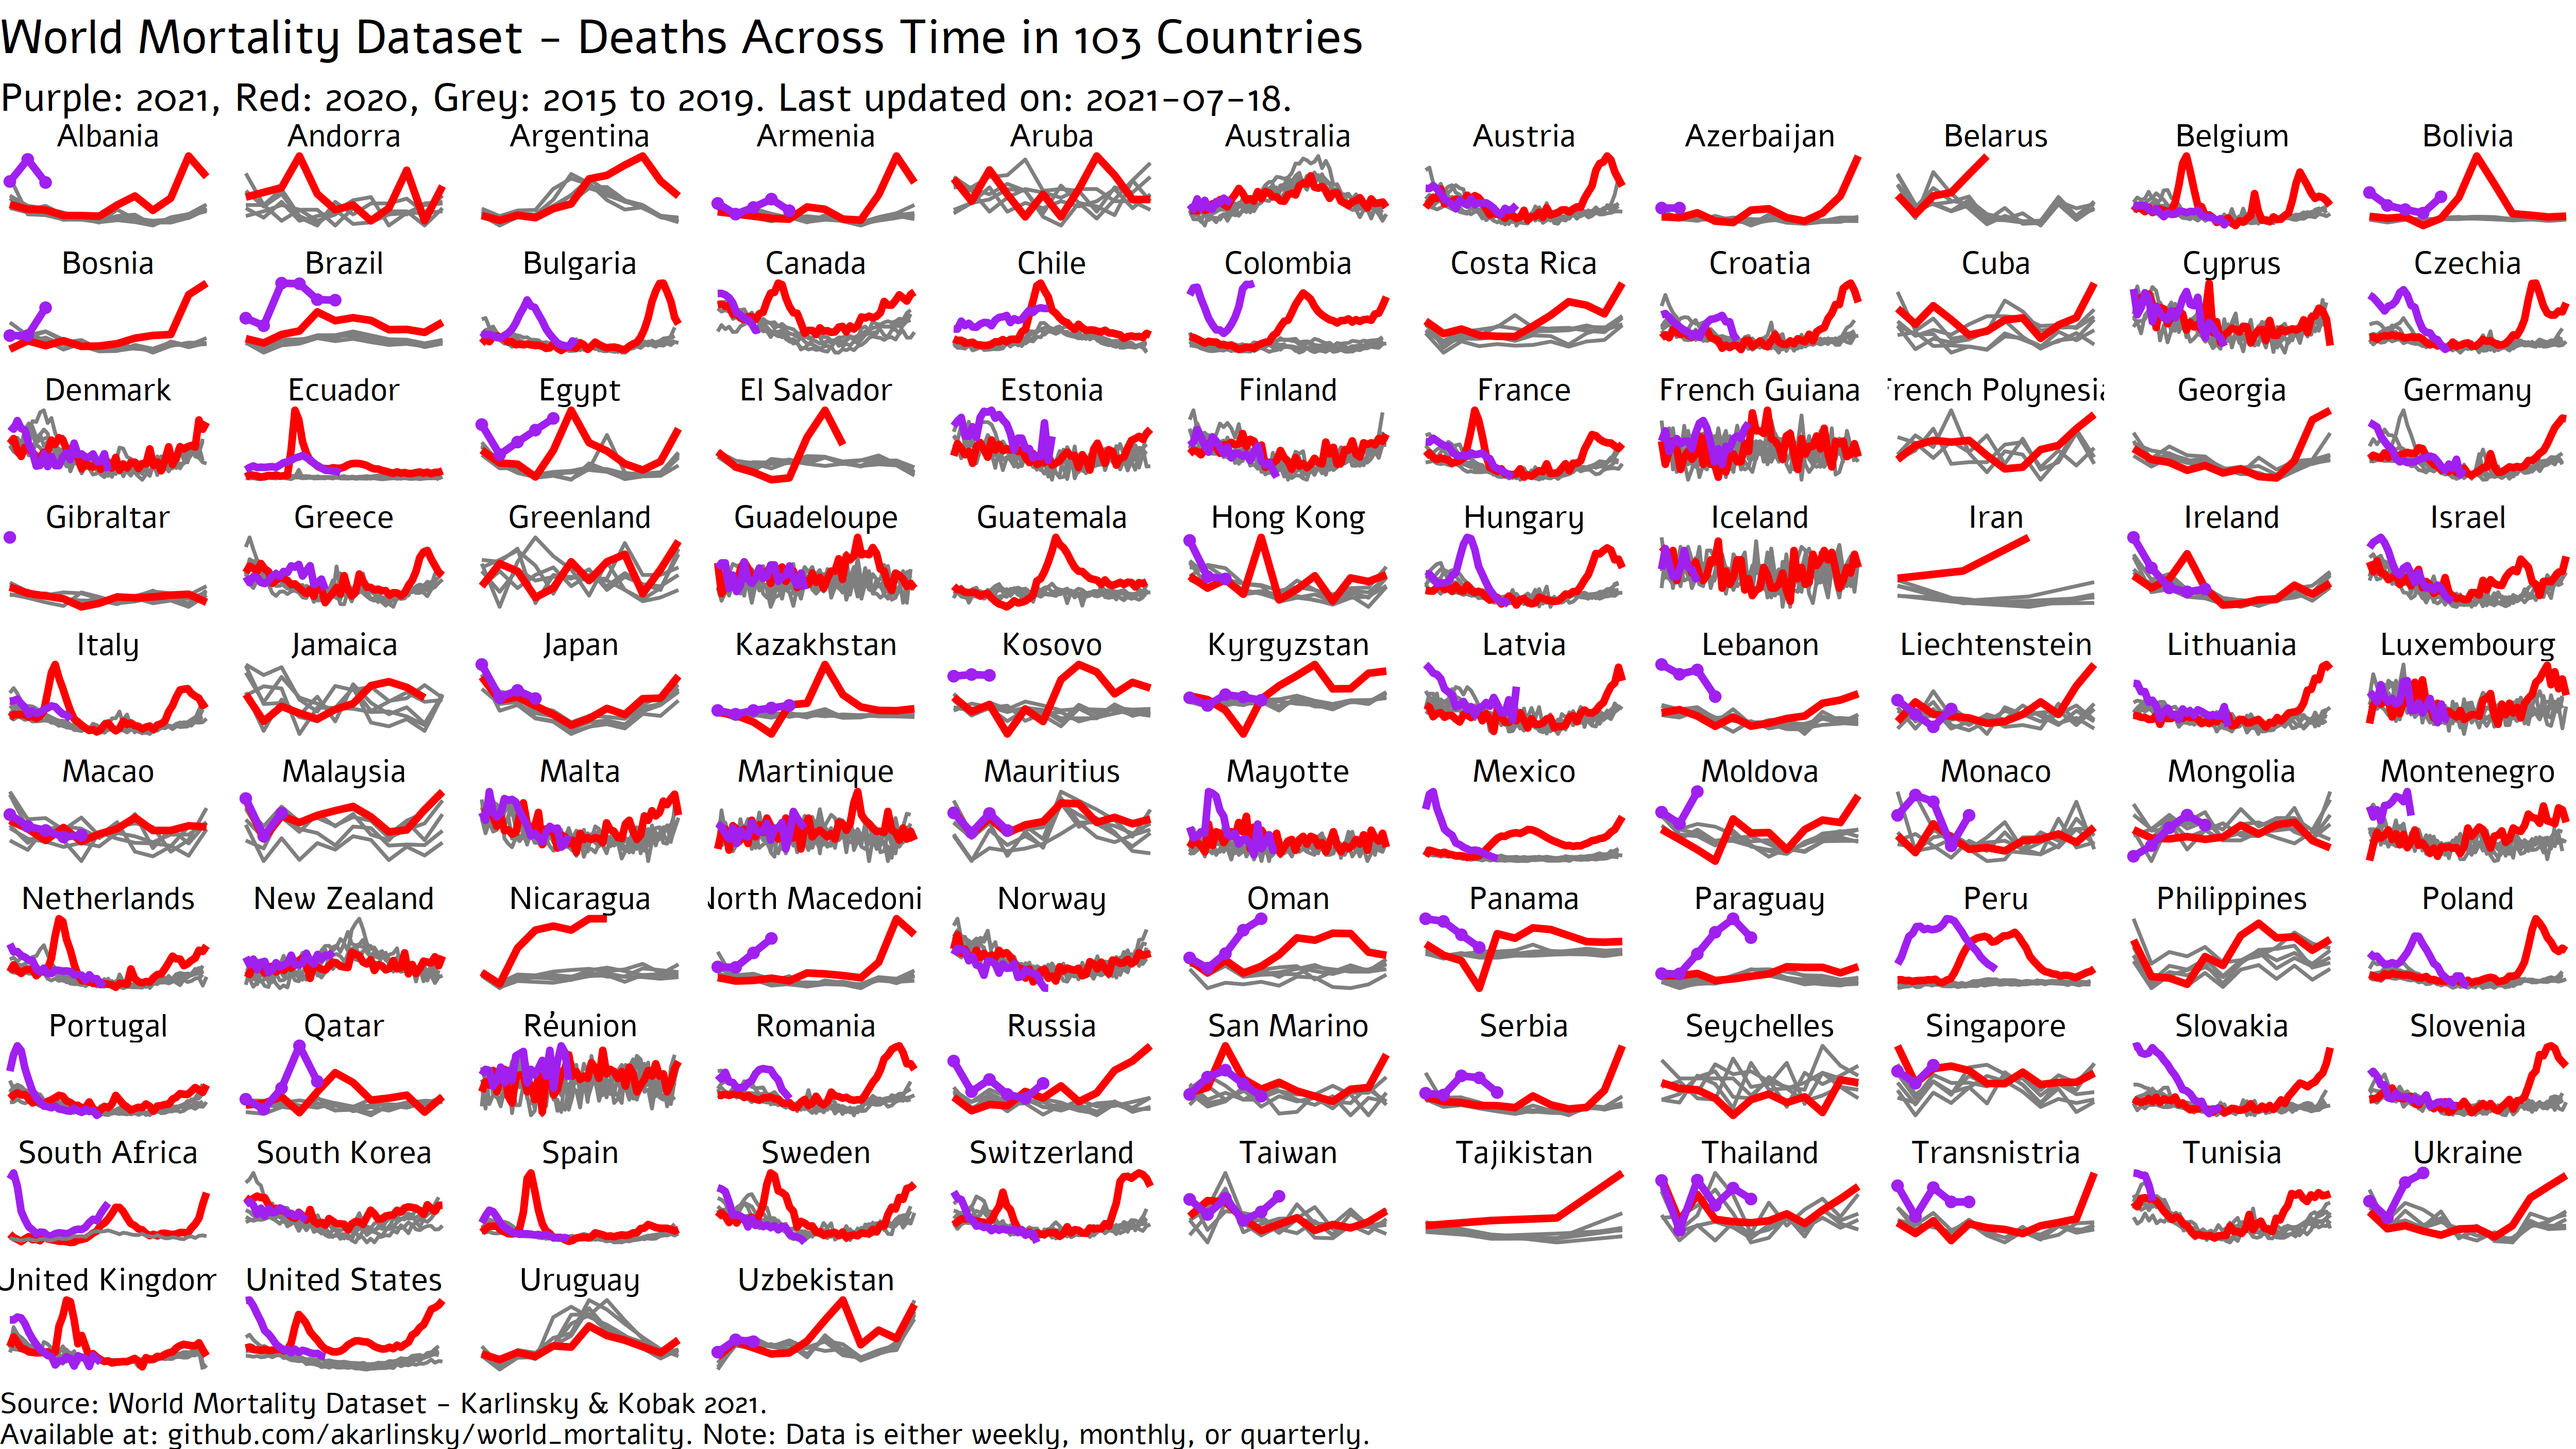 World Mortality Dataset - Deaths Across Time in 103 Countries
Purple: 2021, Red: 2020, Grey: 2015 to 2019. Last updated on: 2021-07-18.
Albania Andorra Argentina Armenia Aruba Australia Austria Azerbaijan Belarus Belgium Bolivia
Bosnia Brazil Bulgaria Canada Chile Colombia Costa Rica Croatia Cuba Cyprus Czechia
Denmark Ecuador Egypt El Salvador Estonia Finland France French Guiana French Polynesia Georgia Germany
Gibraltar Greece Greenland Guadeloupe Guatemala Hong Kong Hungary Iceland Iran Ireland Israel
Italy Jamaica Japan Kazakhstan Kosovo Kyrgyzstan Latvia Lebanon Liechtenstein Lithuania Luxembourg
Macao Malaysia Malta Martinique Mauritius Mayotte Mexico Moldova Monaco Mongolia Montenegro
Netherlands New Zealand Nicaragua North Macedoni Norway Oman Panama Paraguay Peru Philippines Poland
Portugal Qatar Réunion Romania Russia San Marino Serbia Seychelles Singapore Slovakia Slovenia
South Africa South Korea Spain Sweden Switzerland Taiwan Tajikistan Thailand Transnistria Tunisia Ukraine
United Kingdom United States Uruguay Uzbekistan
Source: World Mortality Dataset - Karlinsky & Kobak 2021.
Available at: github.com/akarlinsky/world_mortality. Note: Data is either weekly, monthly, or quarterly.